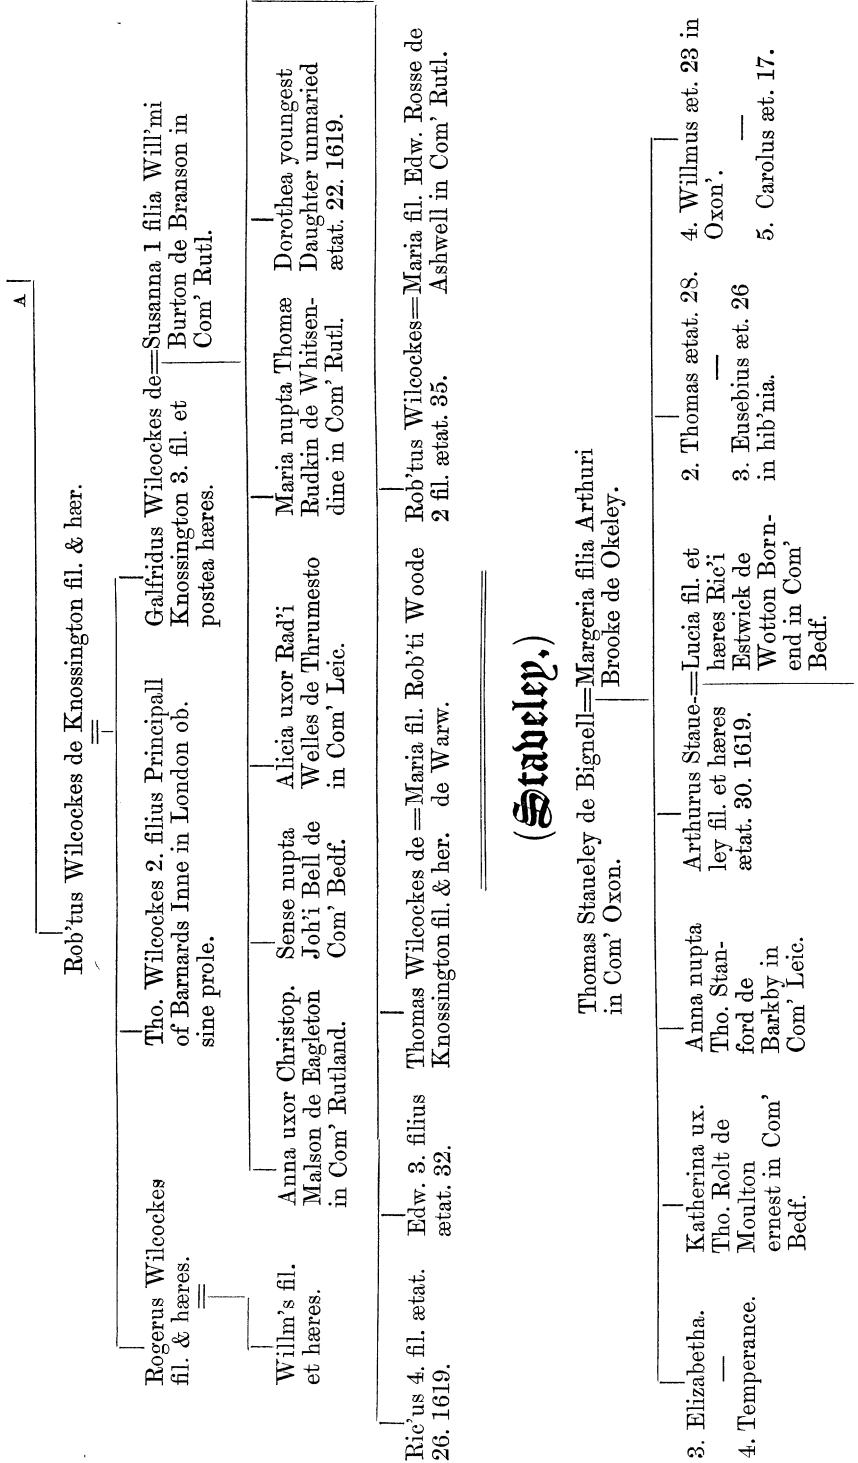 A
Rob'tus Wilcockes de Knossington fil. & hær.
Rogerus Wilcockes
fil. & hæres.
Tho. Wilcockes 2. filius Principall
of Barnards Inne in London ob.
sine prole.
Galfridus Wilcockes de
Knossington 3. fil. et
postea hæres.
Susanna 1 filia Will'mi
Burton de Branson in
Com' Rutl.
Willm's fil.
et hæres.
Anna uxor Christop.
Malson de Eagleton
in Com' Rutland.
Sense nupta
Joh'i Bell de
Com' Bedf.
Alicia uxor Rad'i
Welles de Thrumesto
in Com' Leic.
Maria nupta Thomæ
Rudkin de Whitsen-
dine in Com' Rutl.
Dorothea youngest
Daughter unmaried
ætat. 22. 1619.
Ric'us 4. fil. ætat.
26. 1619.
Edw. 3. filius
ætat. 32.
Thomas Wilcockes de
Knossington fil. & her.
Maria fil. Rob'ti Woode
de Warw.
Rob'tus Wilcockes
2 fil. ætat. 35.
Maria fil. Edw. Rosse de
Ashwell in Com' Rutl.
(Staveley.)
Thomas Staueley de Bignell
in Com' Oxon.
Margeria filia Arthuri
Brooke de Okeley.
3. Elizabetha.
—
4. Temperance.
Katherina ux.
Tho. Rolt de
Moulton
ernest in Com'
Bedf.
Anna nupta
Tho. Stan-
ford de
Barkby in
Com' Leic.
Arthurus Staue-
ley fil. et hæres
ætat. 30. 1619.
Lucia fil. et
hæres Ric'i
Estwick de
Wotton Born-
end in Com'
Bedf.
2. Thomas ætat. 28.
—
3. Eusebius æt. 26
in hib'nia.
4. Willmus æt. 23 in
Oxon'.
—
5. Carolus æt. 17.